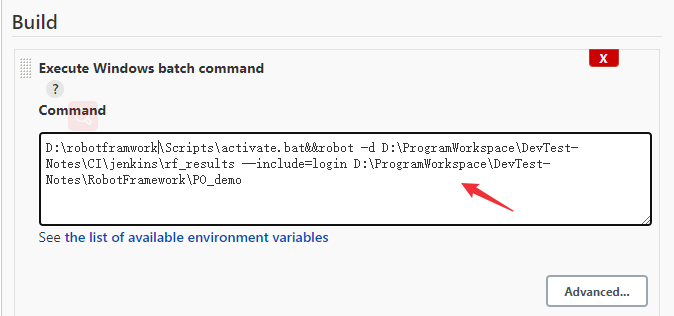 Build
Execute Windows batch command
X
?
Command
D:\robotframwork\Scripts\activate.bat&&robot -d D:\ProgramWorkspace\DevTest-
Notes\CI\jenkins\rf_results --include=login D:\ProgramWorkspace\DevTest-
Notes\RobotFramework\PO_demo
See the list of available environment variables
Advanced...